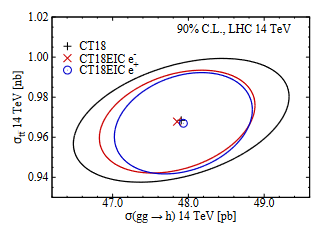 1.02
90% C.L., LHC 14 TeV
CT18
CT18EIC e-
CT18EIC e+
1.00
0.98
0.96
0.94
σtt 14 TeV [nb]
47.0 48.0 49.0
σ(gg → h) 14 TeV [pb]